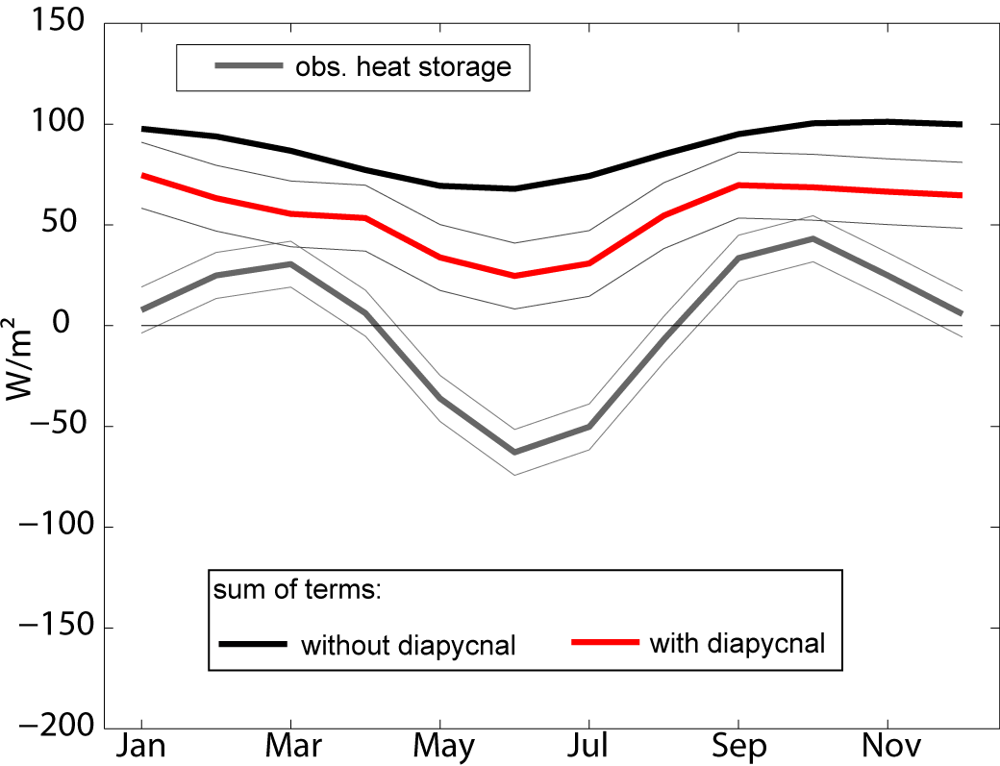 150
100
50
0
−50
−100
−150
−200
W/m²
obs. heat storage
sum of terms:
without diapycnal
with diapycnal
Jan
Mar
May
Jul
Sep
Nov